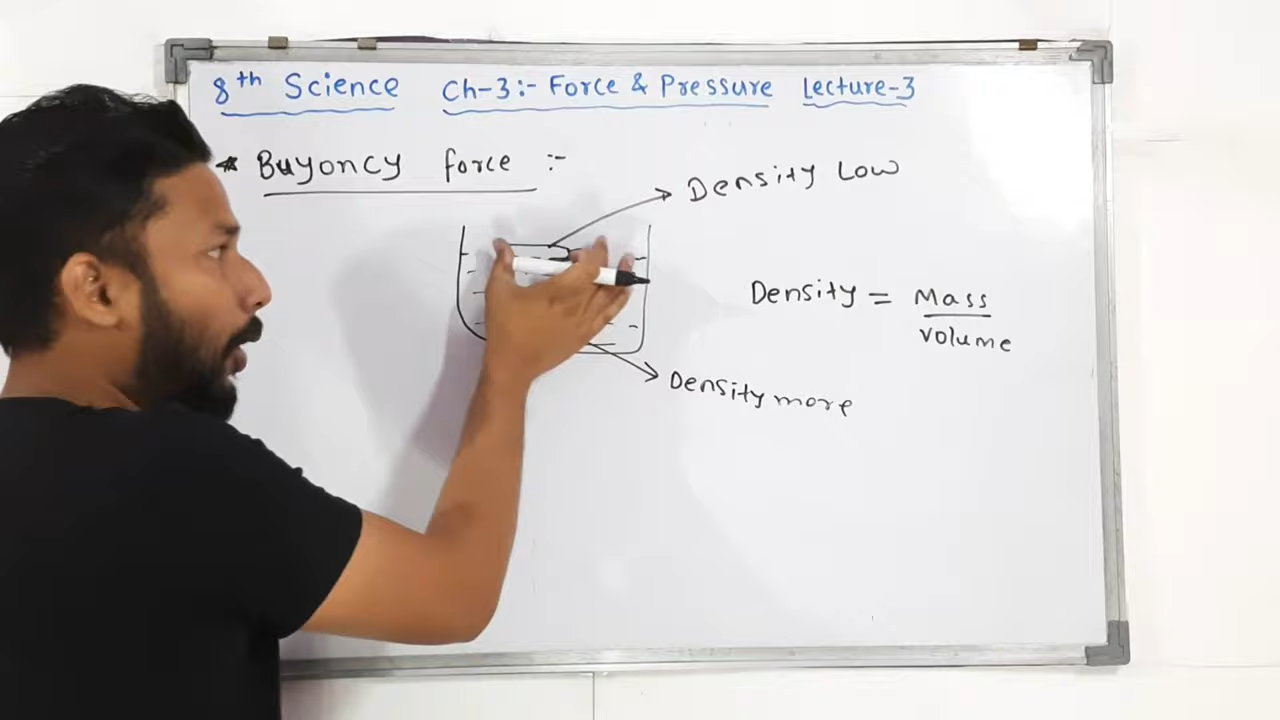 8th Science Ch-3:- Force & Pressure Lecture-3
* Buyoncy force :-
Density Low
Density = Mass
volume
Density more